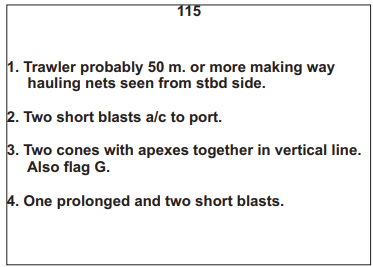 115
1. Trawler probably 50 m. or more making way
hauling nets seen from stbd side.
2. Two short blasts a/c to port.
3. Two cones with apexes together in vertical line.
Also flag G.
4. One prolonged and two short blasts.